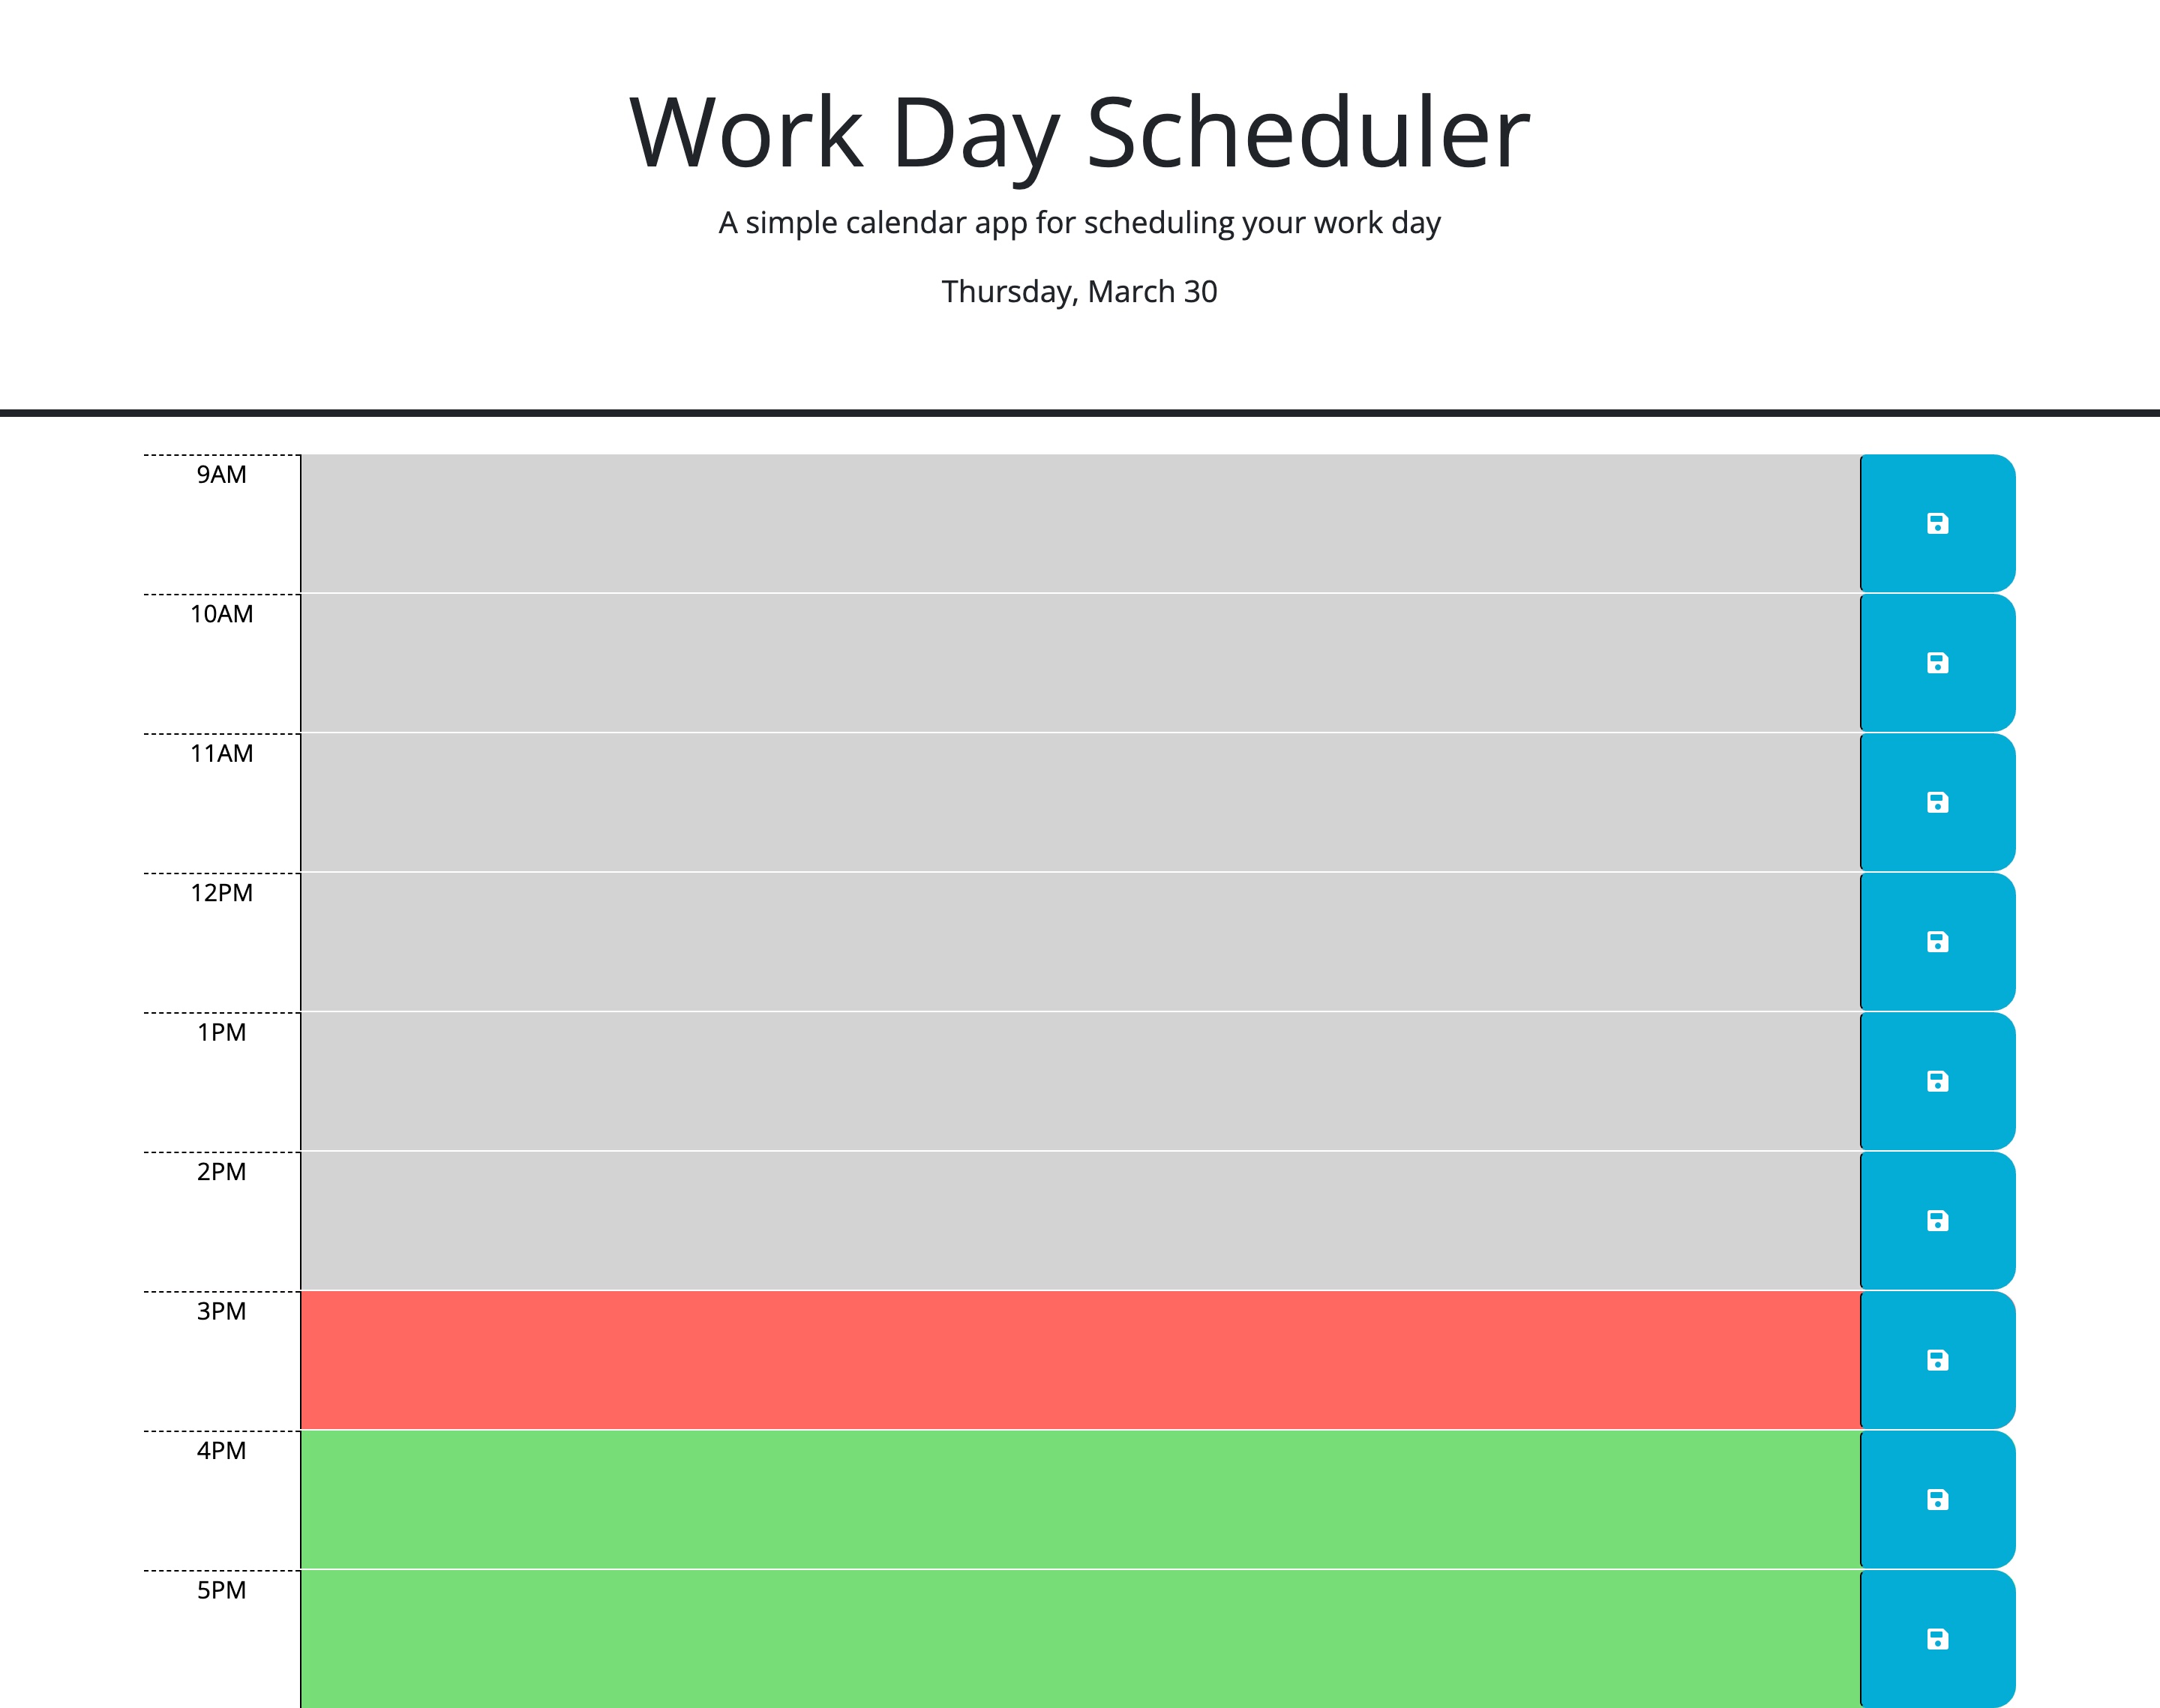 Work Day Scheduler
A simple calendar app for scheduling your work day
Thursday, March 30
9AM
10AM
11AM
12PM
1PM
2PM
3PM
4PM
5PM